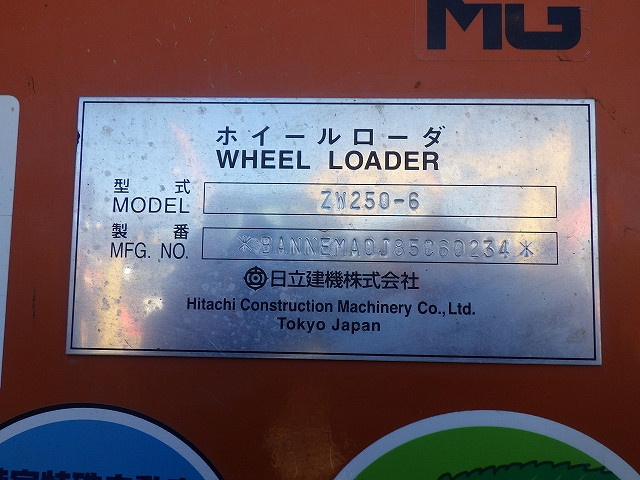 MG
ホイールローダ
WHEEL LOADER
型式
MODEL ZW250-6
製番
MFG. NO. *BANNEMA0J85C60234*
日立建機株式会社
Hitachi Construction Machinery Co., Ltd.
Tokyo Japan